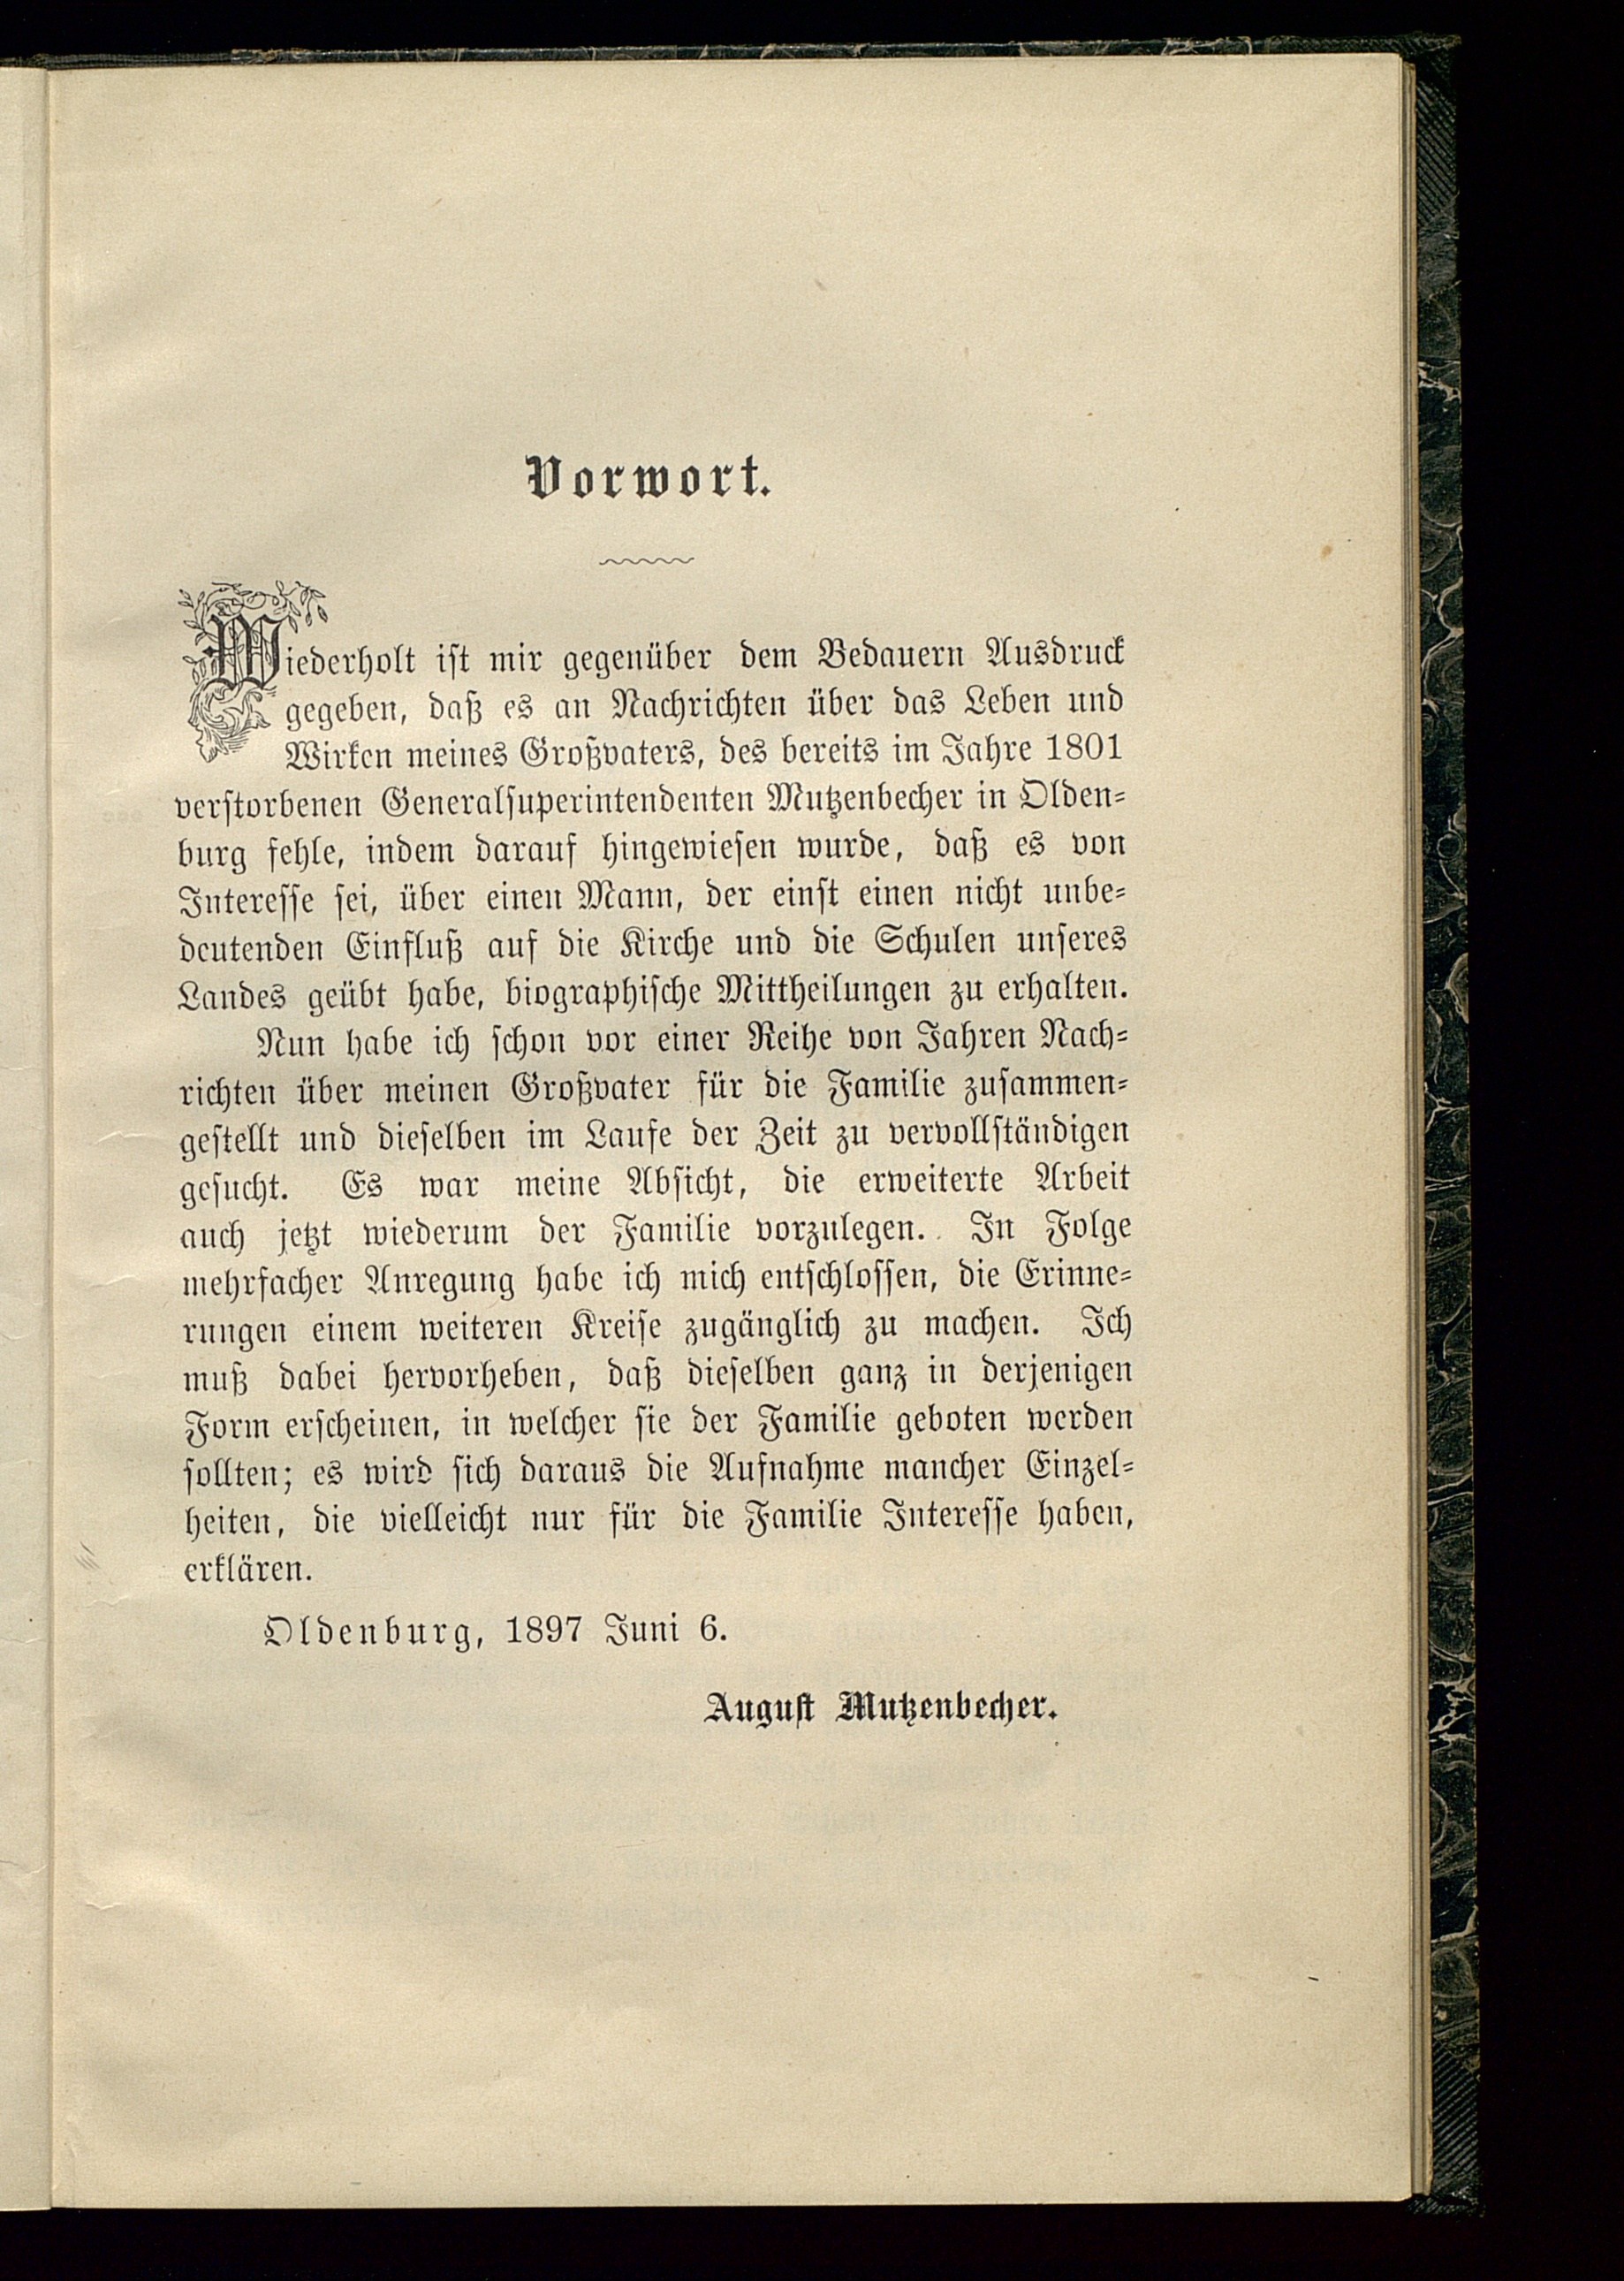 Vorwort.
Wiederholt ist mir gegenüber dem Bedauern Ausdruck
gegeben, daß es an Nachrichten über das Leben und
Wirken meines Großvaters, des bereits im Jahre 1801
verstorbenen Generalsuperintendenten Mutzenbecher in Olden-
burg fehle, indem darauf hingewiesen wurde, daß es von
Interesse sei, über einen Mann, der einst einen nicht unbe-
deutenden Einfluß auf die Kirche und die Schulen unseres
Landes geübt habe, biographische Mittheilungen zu erhalten.
Nun habe ich schon vor einer Reihe von Jahren Nach-
richten über meinen Großvater für die Familie zusammen-
gestellt und dieselben im Laufe der Zeit zu vervollständigen
gesucht. Es war meine Absicht, die erweiterte Arbeit
auch jetzt wiederum der Familie vorzulegen. In Folge
mehrfacher Anregung habe ich mich entschlossen, die Erinne-
rungen einem weiteren Kreise zugänglich zu machen. Ich
muß dabei hervorheben, daß dieselben ganz in derjenigen
Form erscheinen, in welcher sie der Familie geboten werden
sollten; es wird sich daraus die Aufnahme mancher Einzel-
heiten, die vielleicht nur für die Familie Interesse haben,
erklären.
Oldenburg, 1897 Juni 6.
August Mutzenbecher.